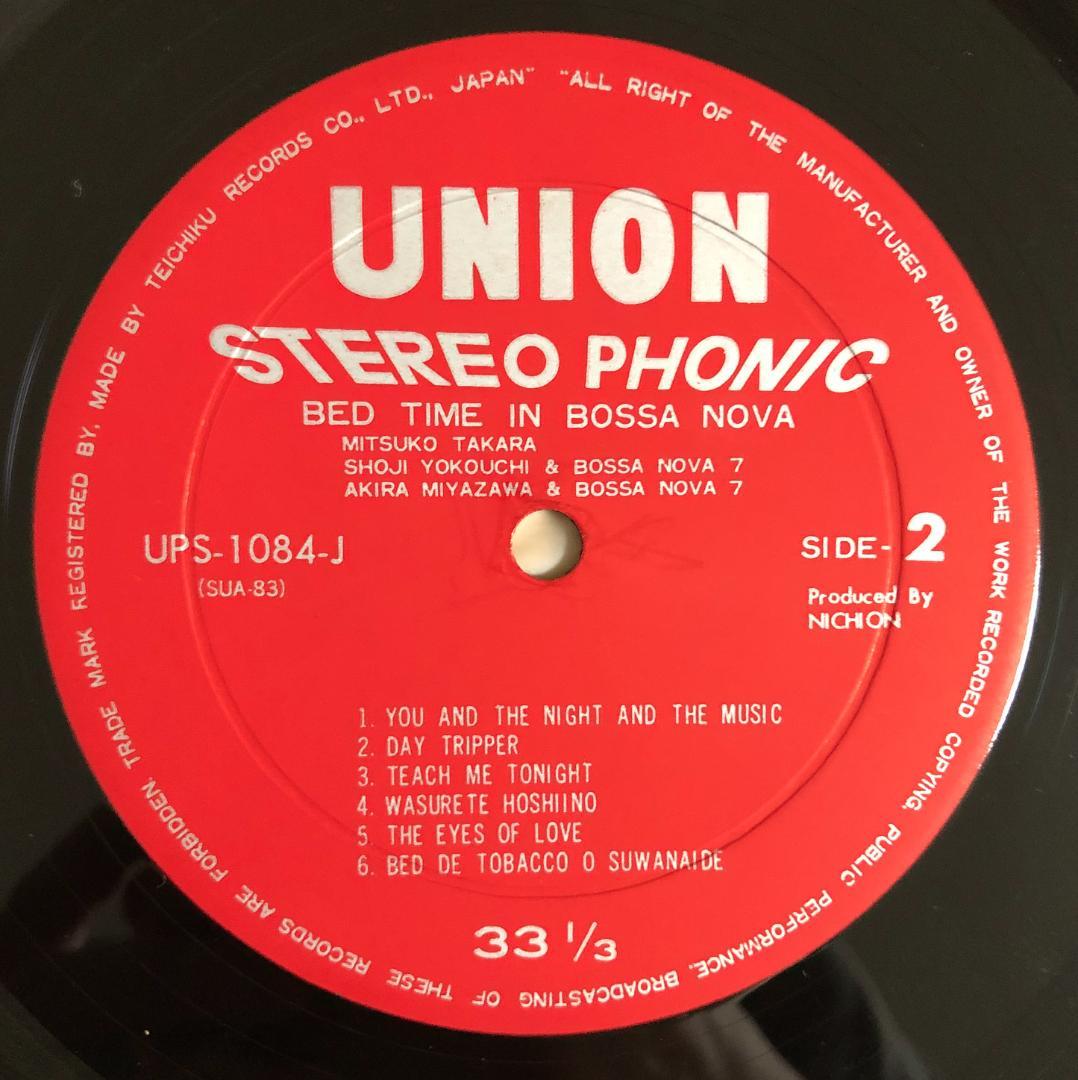 UNION
STEREO PHONIC
BED TIME IN BOSSA NOVA
MITSUKO TAKARA
SHOJI YOKOUCHI & BOSSA NOVA 7
AKIRA MIYAZAWA & BOSSA NOVA 7
UPS-1084-J
(SUA-83)
SIDE-2
Produced By
NICHION
1. YOU AND THE NIGHT AND THE MUSIC
2. DAY TRIPPER
3. TEACH ME TONIGHT
4. WASURETE HOSHIINO
5. THE EYES OF LOVE
6. BED DE TOBACCO O SUWANAIDE
33 1/3
TRADE MARK REGISTERED BY, MADE BY TEICHIKU RECORDS CO., LTD., JAPAN" "ALL RIGHT OF THE MANUFACTURER AND OWNER OF THE WORK RECORDED COPYING, PUBLIC PERFORMANCE, BROADCASTING OF THESE RECORDS ARE FORBIDDEN.